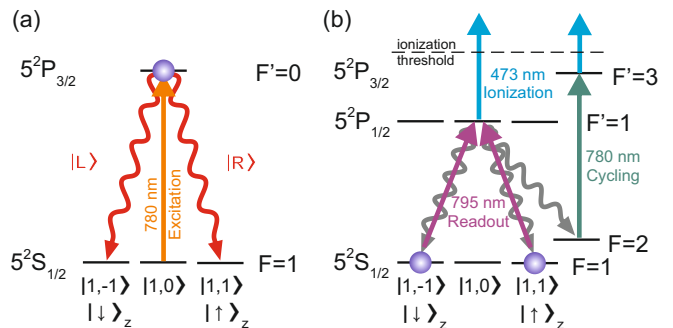 (a)
5²P₃/₂
F'=0
|L⟩
|R⟩
780 nm
Excitation
5²S₁/₂
F=1
|1,-1⟩ |1,0⟩ |1,1⟩
|↓⟩z |↑⟩z
(b)
ionization
threshold
5²P₃/₂
F'=3
473 nm
Ionization
5²P₁/₂
F'=1
780 nm
Cycling
795 nm
Readout
F=2
5²S₁/₂
F=1
|1,-1⟩ |1,0⟩ |1,1⟩
|↓⟩z |↑⟩z